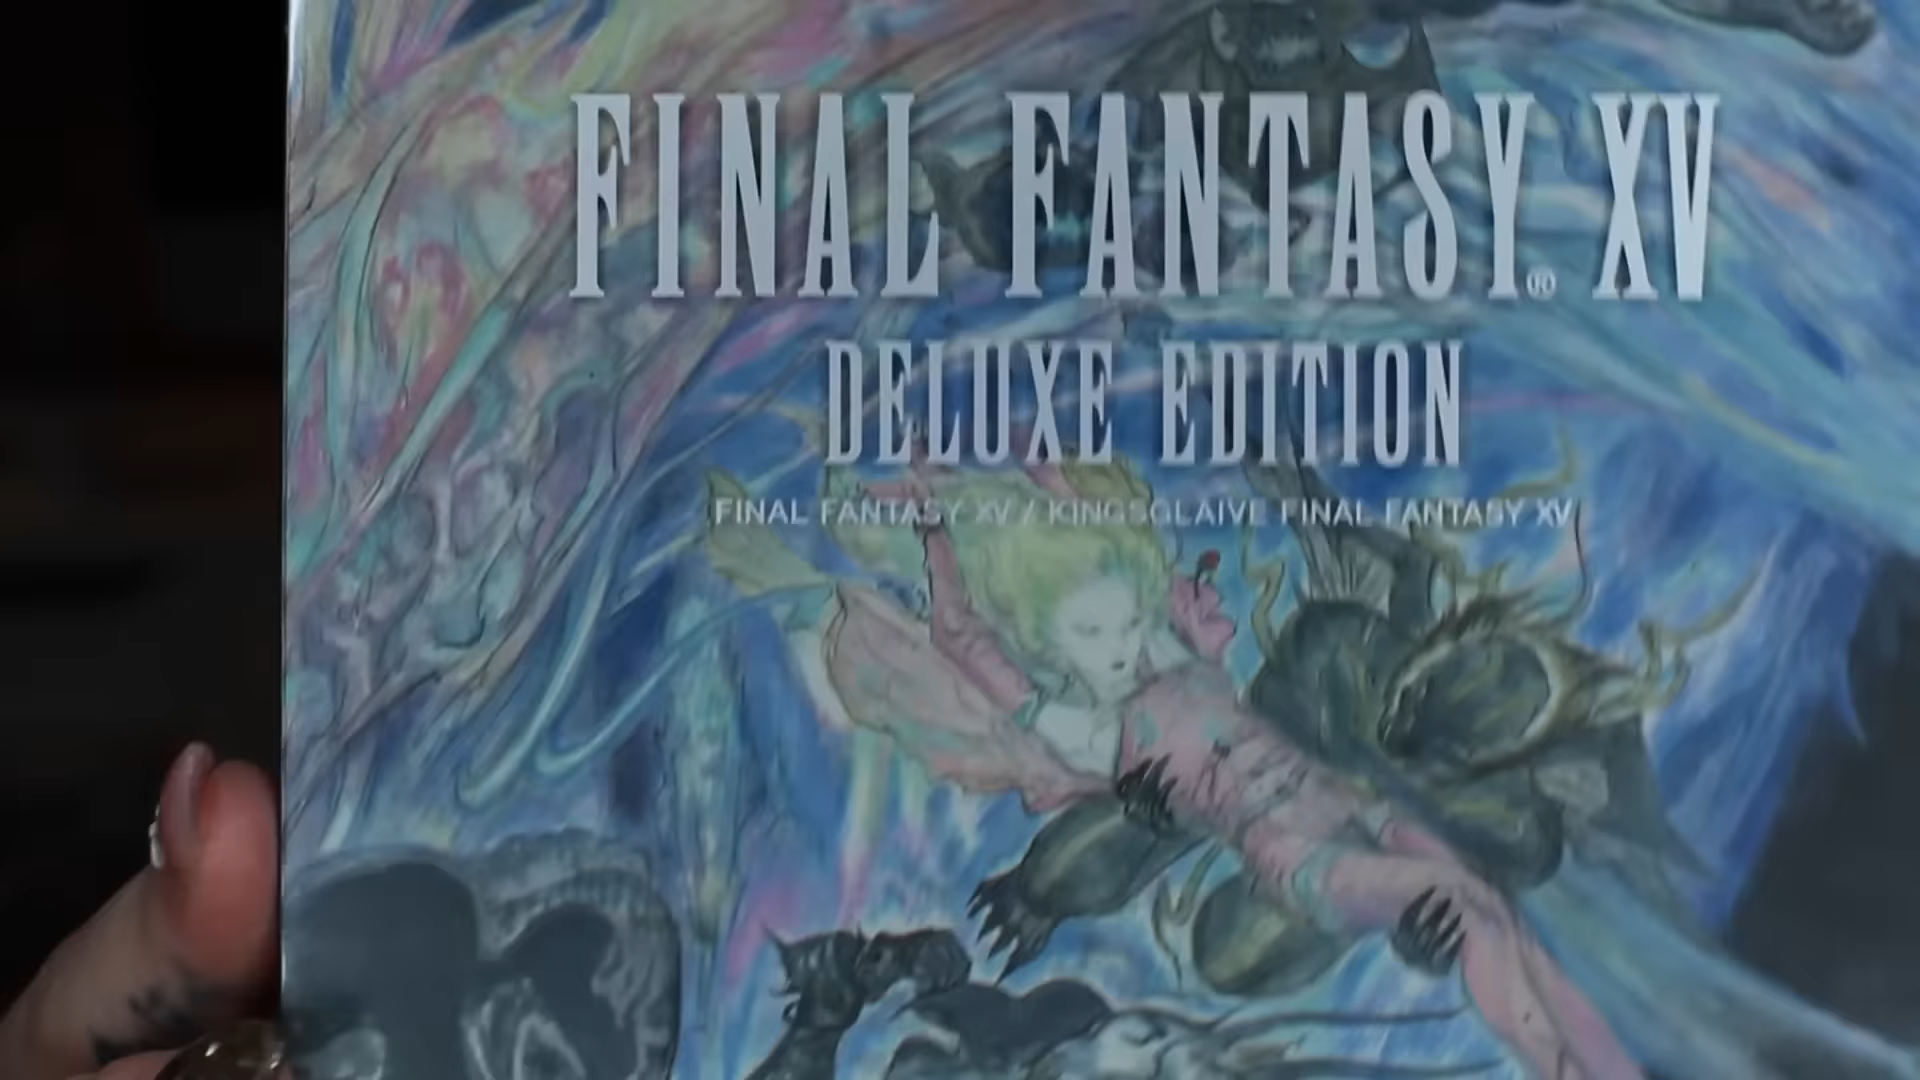 FINAL FANTASY® XV
DELUXE EDITION
FINAL FANTASY XV / KINGSGLAIVE FINAL FANTASY XV